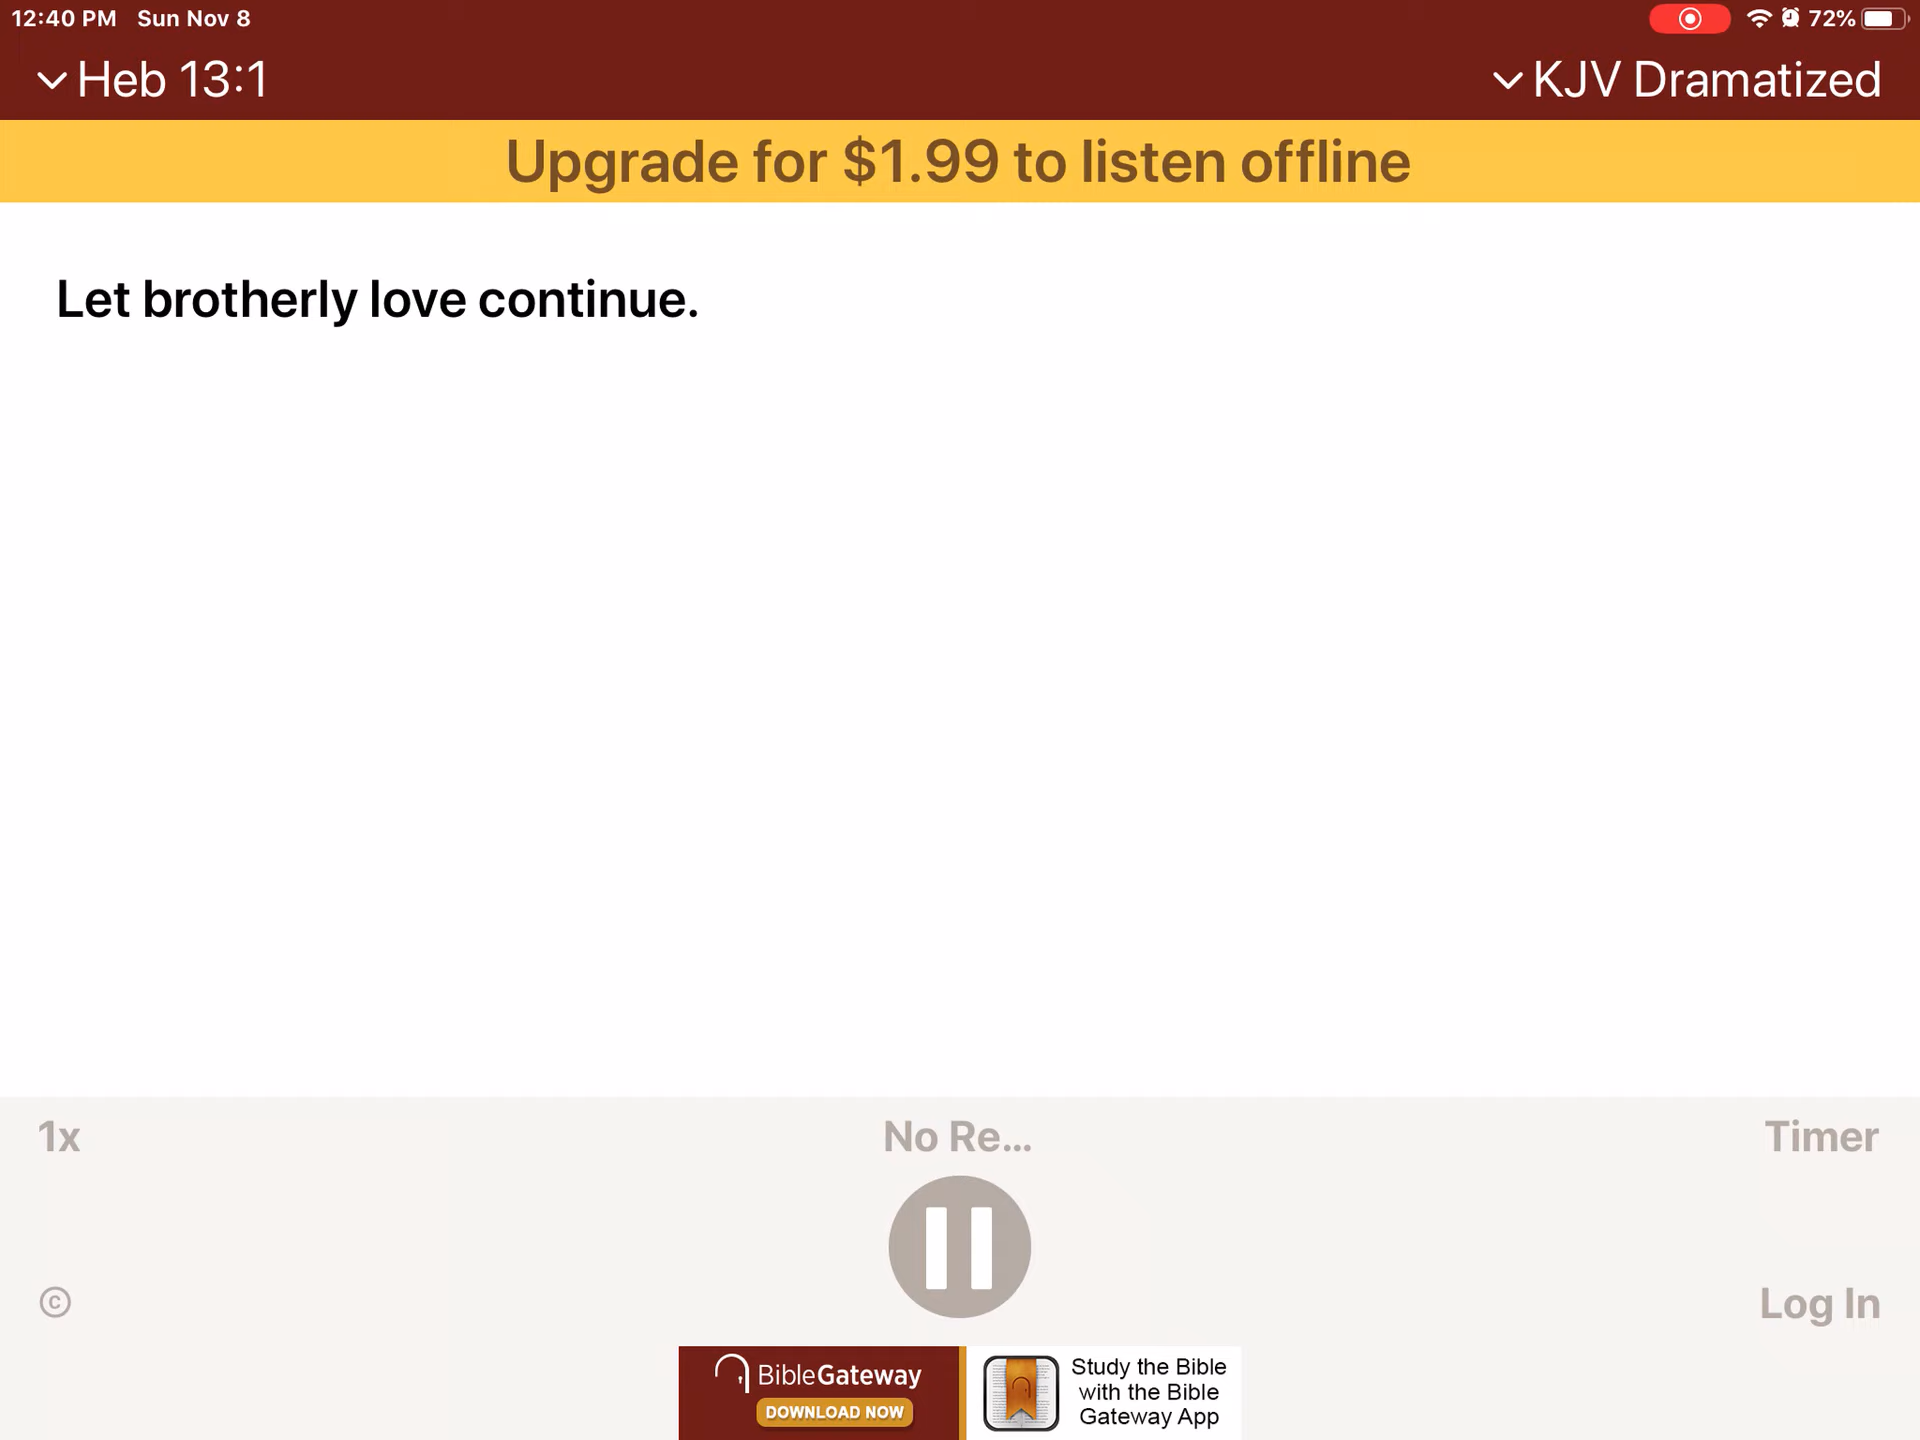 12:40 PM Sun Nov 8 72%
Heb 13:1 KJV Dramatized
Upgrade for $1.99 to listen offline
Let brotherly love continue.
1x No Re... Timer
©
Log In
BibleGateway
DOWNLOAD NOW
Study the Bible
with the Bible
Gateway App